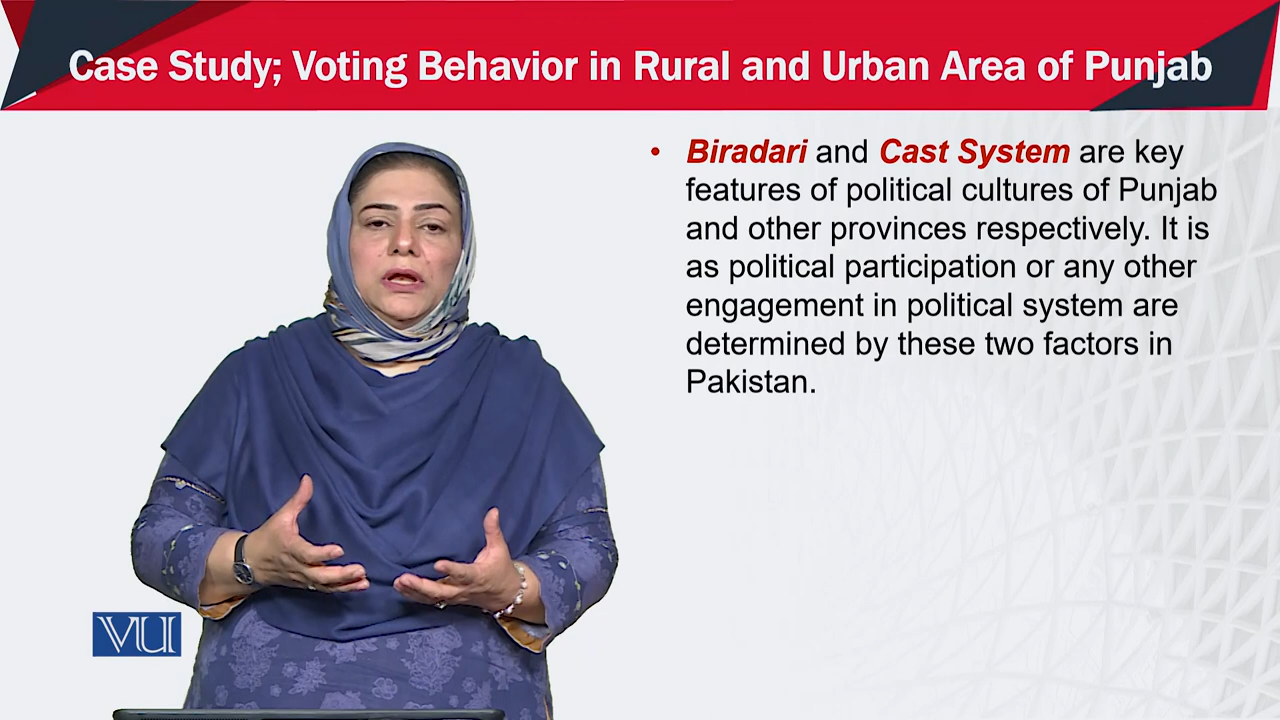 Case Study; Voting Behavior in Rural and Urban Area of Punjab
• Biradari and Cast System are key
features of political cultures of Punjab
and other provinces respectively. It is
as political participation or any other
engagement in political system are
determined by these two factors in
Pakistan.
VU